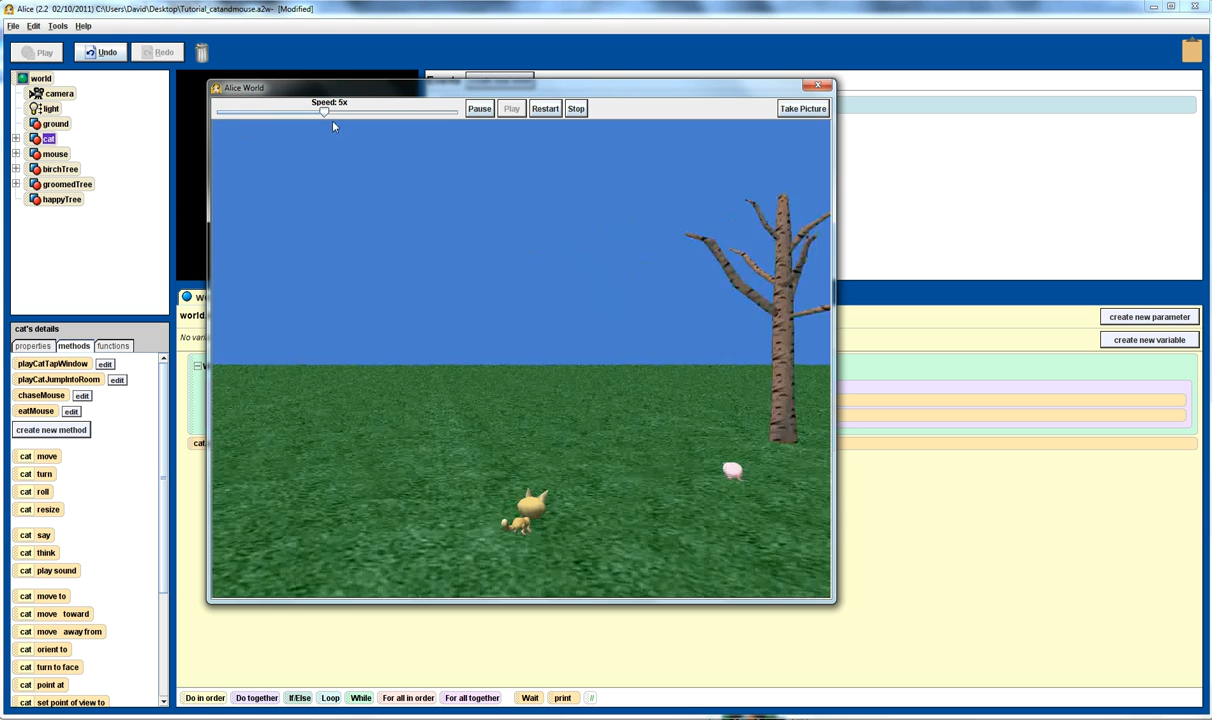 Alice (2.2 02/10/2011) C:\Users\David\Desktop\Tutorial_catandmouse.a2w- [Modified]
File Edit Tools Help
Play Undo Redo
world
camera
light
ground
cat
mouse
birchTree
groomedTree
happyTree
Alice World
Speed: 5x
Pause Play Restart Stop Take Picture
cat's details
properties methods functions
playCatTapWindow edit
playCatJumpIntoRoom edit
chaseMouse edit
eatMouse edit
create new method
cat move
cat turn
cat roll
cat resize
cat say
cat think
cat play sound
cat move to
cat move toward
cat move away from
cat orient to
cat turn to face
cat point at
cat set point of view to
world.
create new parameter
create new variable
cat
Do in order Do together If/Else Loop While For all in order For all together Wait print //